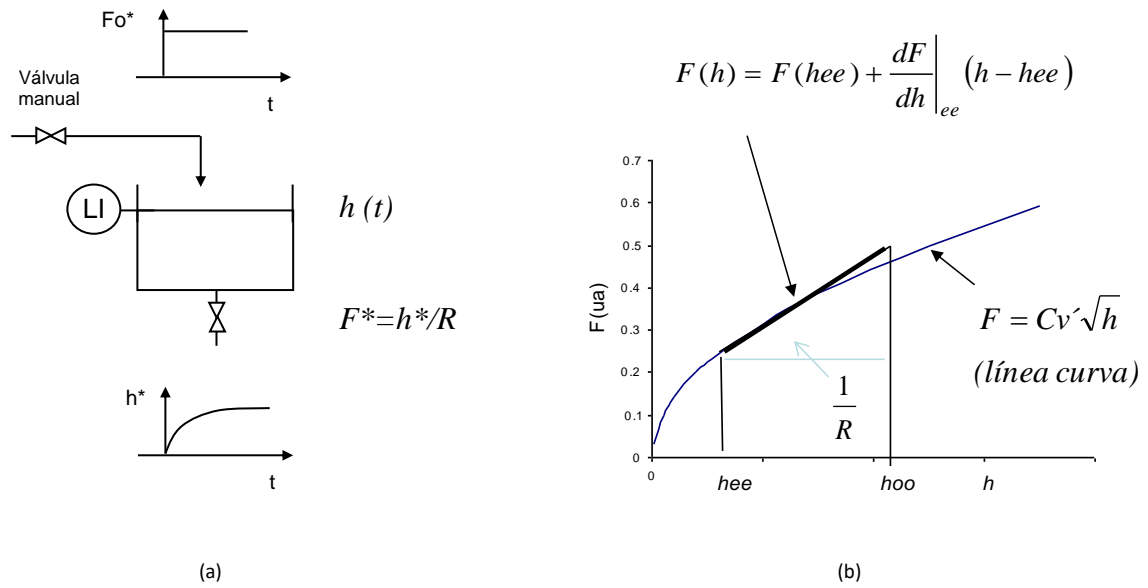 Fo*
t
Válvula
manual
LI
h (t)
F*=h*/R
h*
t
(a)
F(h) = F(hee) + dF/dh |ee (h − hee)
0.7
0.6
0.5
0.4
0.3
0.2
0.1
0
F(ua)
0
hee
hoo
h
1/R
F = Cv´√h
(línea curva)
(b)